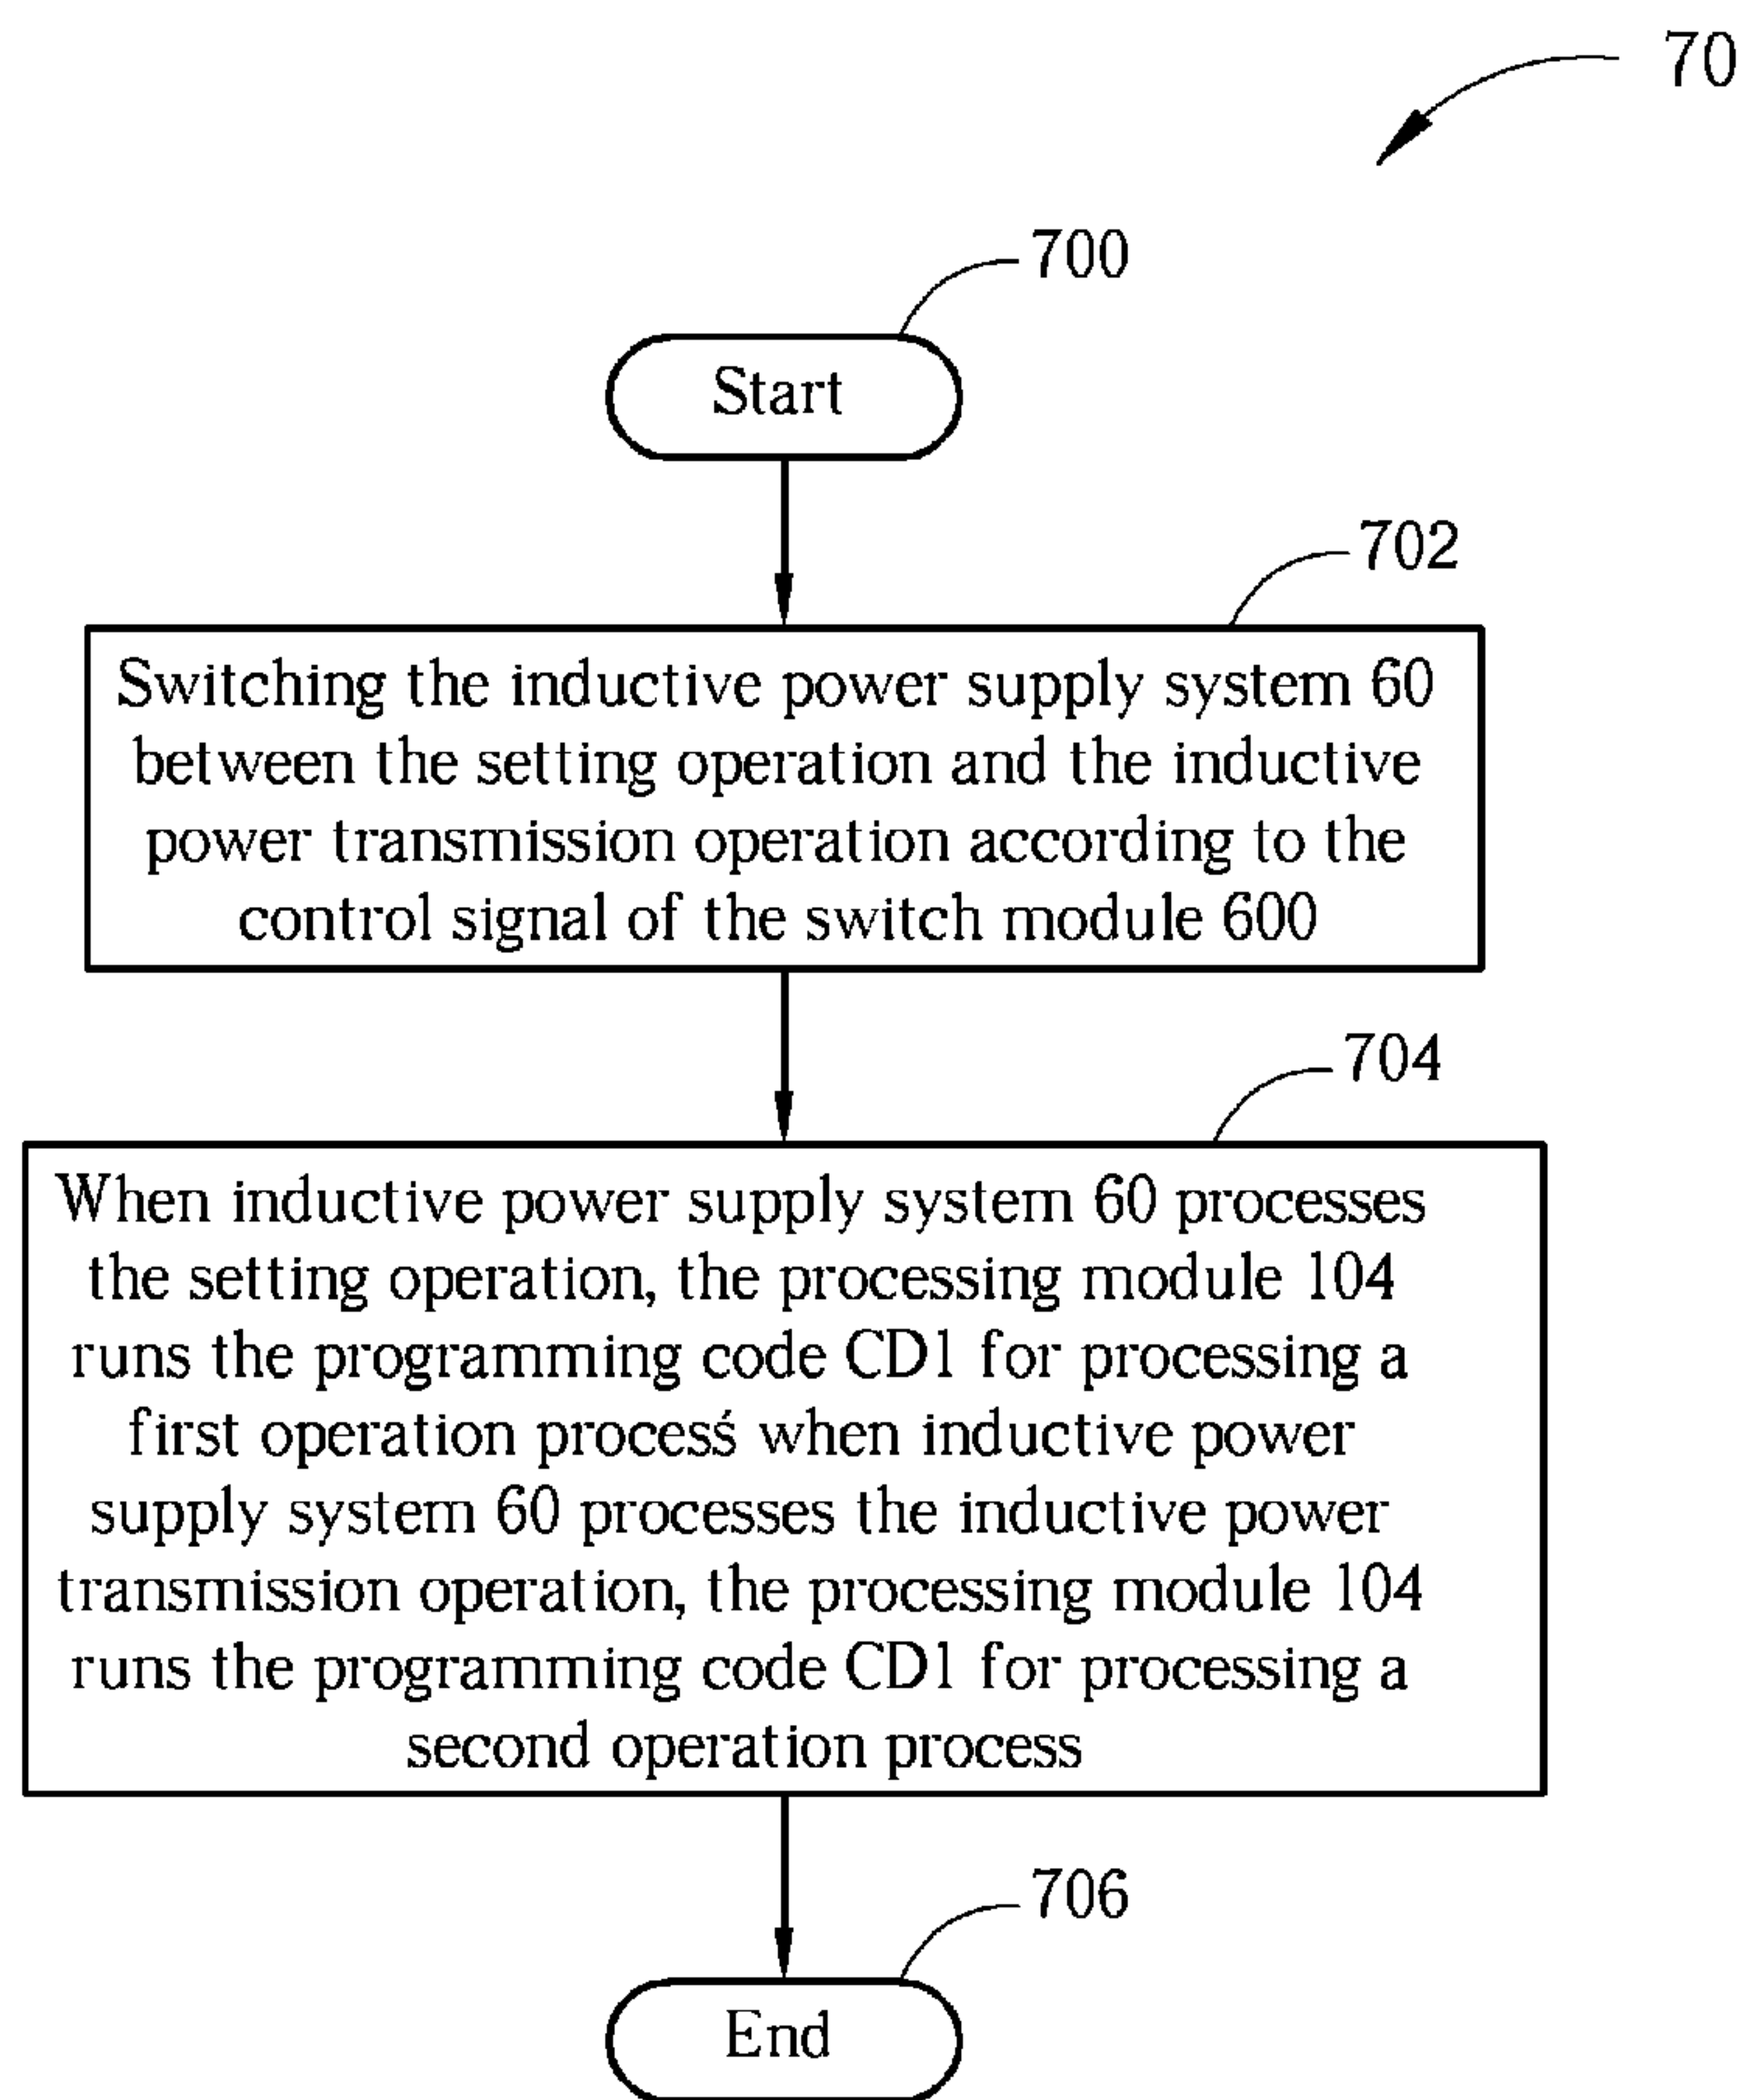 70
700
Start
702
Switching the inductive power supply system 60
between the setting operation and the inductive
power transmission operation according to the
control signal of the switch module 600
704
When inductive power supply system 60 processes
the setting operation, the processing module 104
runs the programming code CD1 for processing a
first operation process; when inductive power
supply system 60 processes the inductive power
transmission operation, the processing module 104
runs the programming code CD1 for processing a
second operation process
706
End